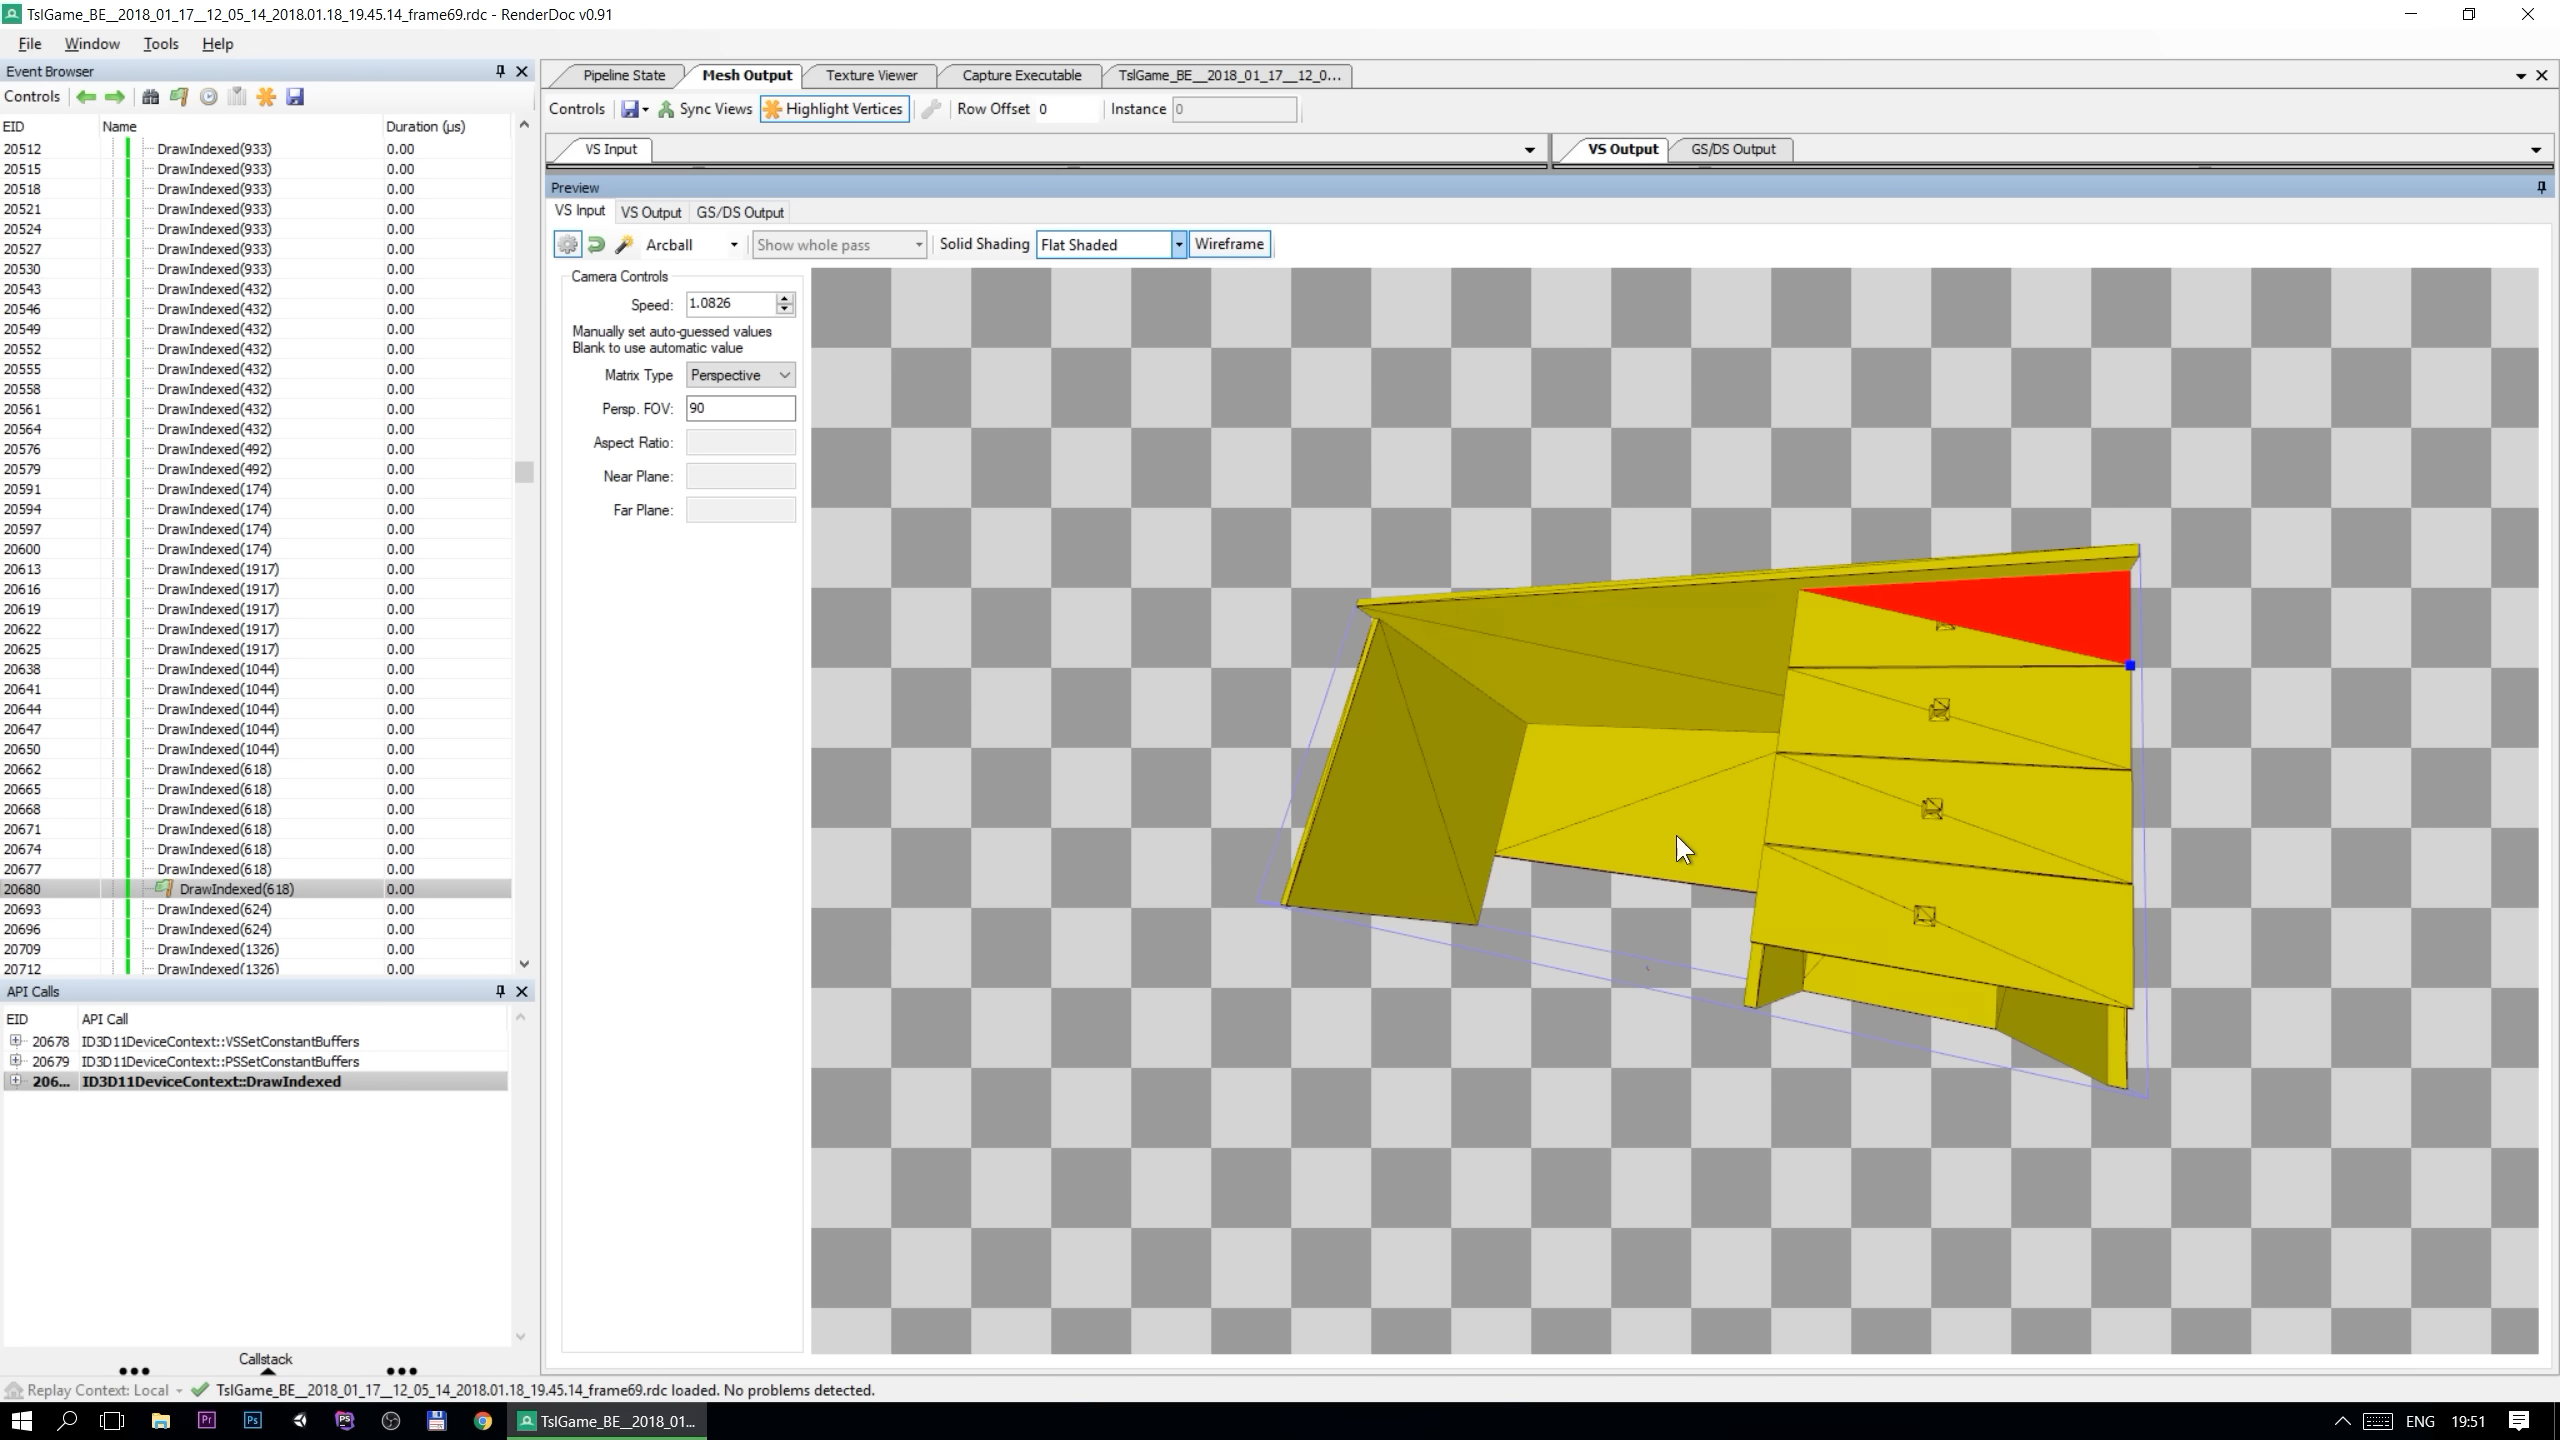 TslGame_BE__2018_01_17__12_05_14_2018.01.18_19.45.14_frame69.rdc - RenderDoc v0.91
File Window Tools Help
Event Browser
Controls
EID Name Duration (µs)
20512 DrawIndexed(933) 0.00
20515 DrawIndexed(933) 0.00
20518 DrawIndexed(933) 0.00
20521 DrawIndexed(933) 0.00
20524 DrawIndexed(933) 0.00
20527 DrawIndexed(933) 0.00
20530 DrawIndexed(933) 0.00
20543 DrawIndexed(432) 0.00
20546 DrawIndexed(432) 0.00
20549 DrawIndexed(432) 0.00
20552 DrawIndexed(432) 0.00
20555 DrawIndexed(432) 0.00
20558 DrawIndexed(432) 0.00
20561 DrawIndexed(432) 0.00
20564 DrawIndexed(432) 0.00
20576 DrawIndexed(492) 0.00
20579 DrawIndexed(492) 0.00
20591 DrawIndexed(174) 0.00
20594 DrawIndexed(174) 0.00
20597 DrawIndexed(174) 0.00
20600 DrawIndexed(174) 0.00
20613 DrawIndexed(1917) 0.00
20616 DrawIndexed(1917) 0.00
20619 DrawIndexed(1917) 0.00
20622 DrawIndexed(1917) 0.00
20625 DrawIndexed(1917) 0.00
20638 DrawIndexed(1044) 0.00
20641 DrawIndexed(1044) 0.00
20644 DrawIndexed(1044) 0.00
20647 DrawIndexed(1044) 0.00
20650 DrawIndexed(1044) 0.00
20662 DrawIndexed(618) 0.00
20665 DrawIndexed(618) 0.00
20668 DrawIndexed(618) 0.00
20671 DrawIndexed(618) 0.00
20674 DrawIndexed(618) 0.00
20677 DrawIndexed(618) 0.00
20680 DrawIndexed(618) 0.00
20693 DrawIndexed(624) 0.00
20696 DrawIndexed(624) 0.00
20709 DrawIndexed(1326) 0.00
20712 DrawIndexed(1326) 0.00
API Calls
EID API Call
20678 ID3D11DeviceContext::VSSetConstantBuffers
20679 ID3D11DeviceContext::PSSetConstantBuffers
206... ID3D11DeviceContext::DrawIndexed
Callstack
Pipeline State Mesh Output Texture Viewer Capture Executable TslGame_BE__2018_01_17__12_0...
Controls Sync Views Highlight Vertices Row Offset 0 Instance 0
VS Input
VS Output GS/DS Output
Preview
VS Input VS Output GS/DS Output
Arcball Show whole pass Solid Shading Flat Shaded Wireframe
Camera Controls
Speed: 1.0826
Manually set auto-guessed values
Blank to use automatic value
Matrix Type Perspective
Persp. FOV: 90
Aspect Ratio:
Near Plane:
Far Plane:
Replay Context: Local TslGame_BE__2018_01_17__12_05_14_2018.01.18_19.45.14_frame69.rdc loaded. No problems detected.
Pr Ps PS TslGame_BE__2018_01... ENG 19:51